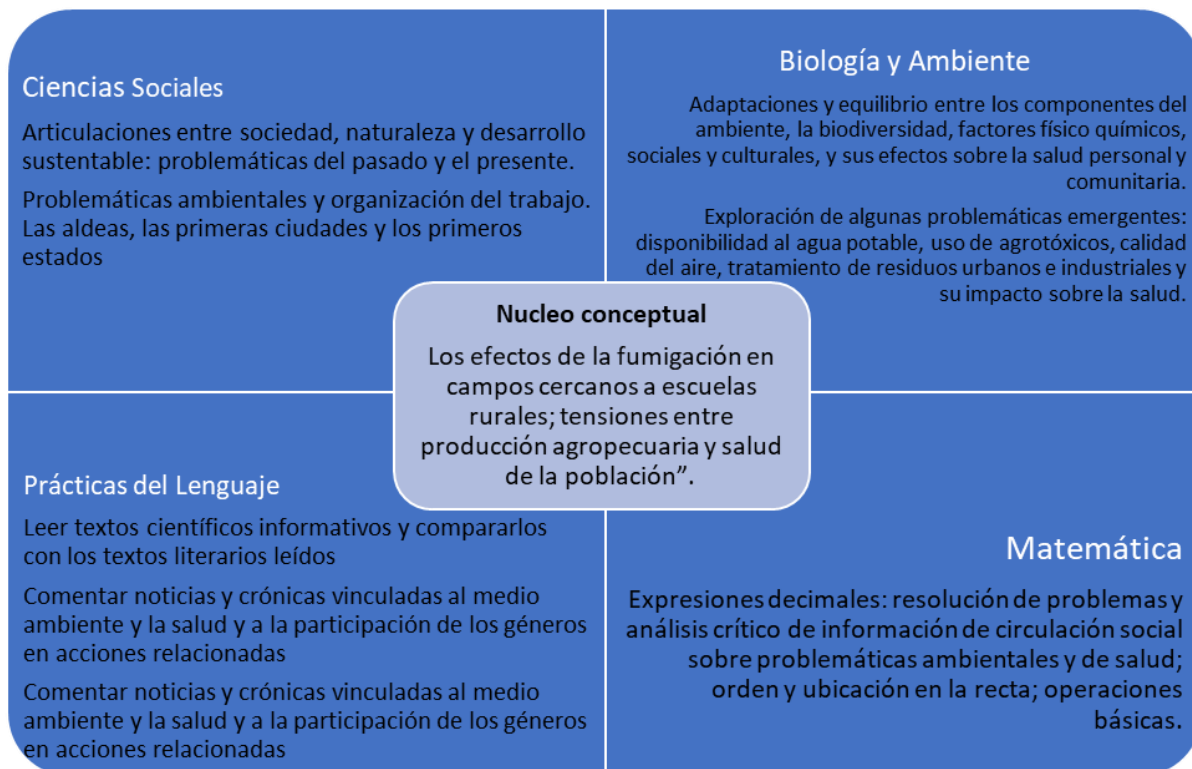 Ciencias Sociales
Articulaciones entre sociedad, naturaleza y desarrollo
sustentable: problemáticas del pasado y el presente.
Problemáticas ambientales y organización del trabajo.
Las aldeas, las primeras ciudades y los primeros
estados
Biología y Ambiente
Adaptaciones y equilibrio entre los componentes del
ambiente, la biodiversidad, factores físico químicos,
sociales y culturales, y sus efectos sobre la salud personal y
comunitaria.
Exploración de algunas problemáticas emergentes:
disponibilidad al agua potable, uso de agrotóxicos, calidad
del aire, tratamiento de residuos urbanos e industriales y
su impacto sobre la salud.
Nucleo conceptual
Los efectos de la fumigación en
campos cercanos a escuelas
rurales; tensiones entre
producción agropecuaria y salud
de la población”.
Prácticas del Lenguaje
Leer textos científicos informativos y compararlos
con los textos literarios leídos
Comentar noticias y crónicas vinculadas al medio
ambiente y la salud y a la participación de los géneros
en acciones relacionadas
Comentar noticias y crónicas vinculadas al medio
ambiente y la salud y a la participación de los géneros
en acciones relacionadas
Matemática
Expresiones decimales: resolución de problemas y
análisis crítico de información de circulación social
sobre problemáticas ambientales y de salud;
orden y ubicación en la recta; operaciones
básicas.